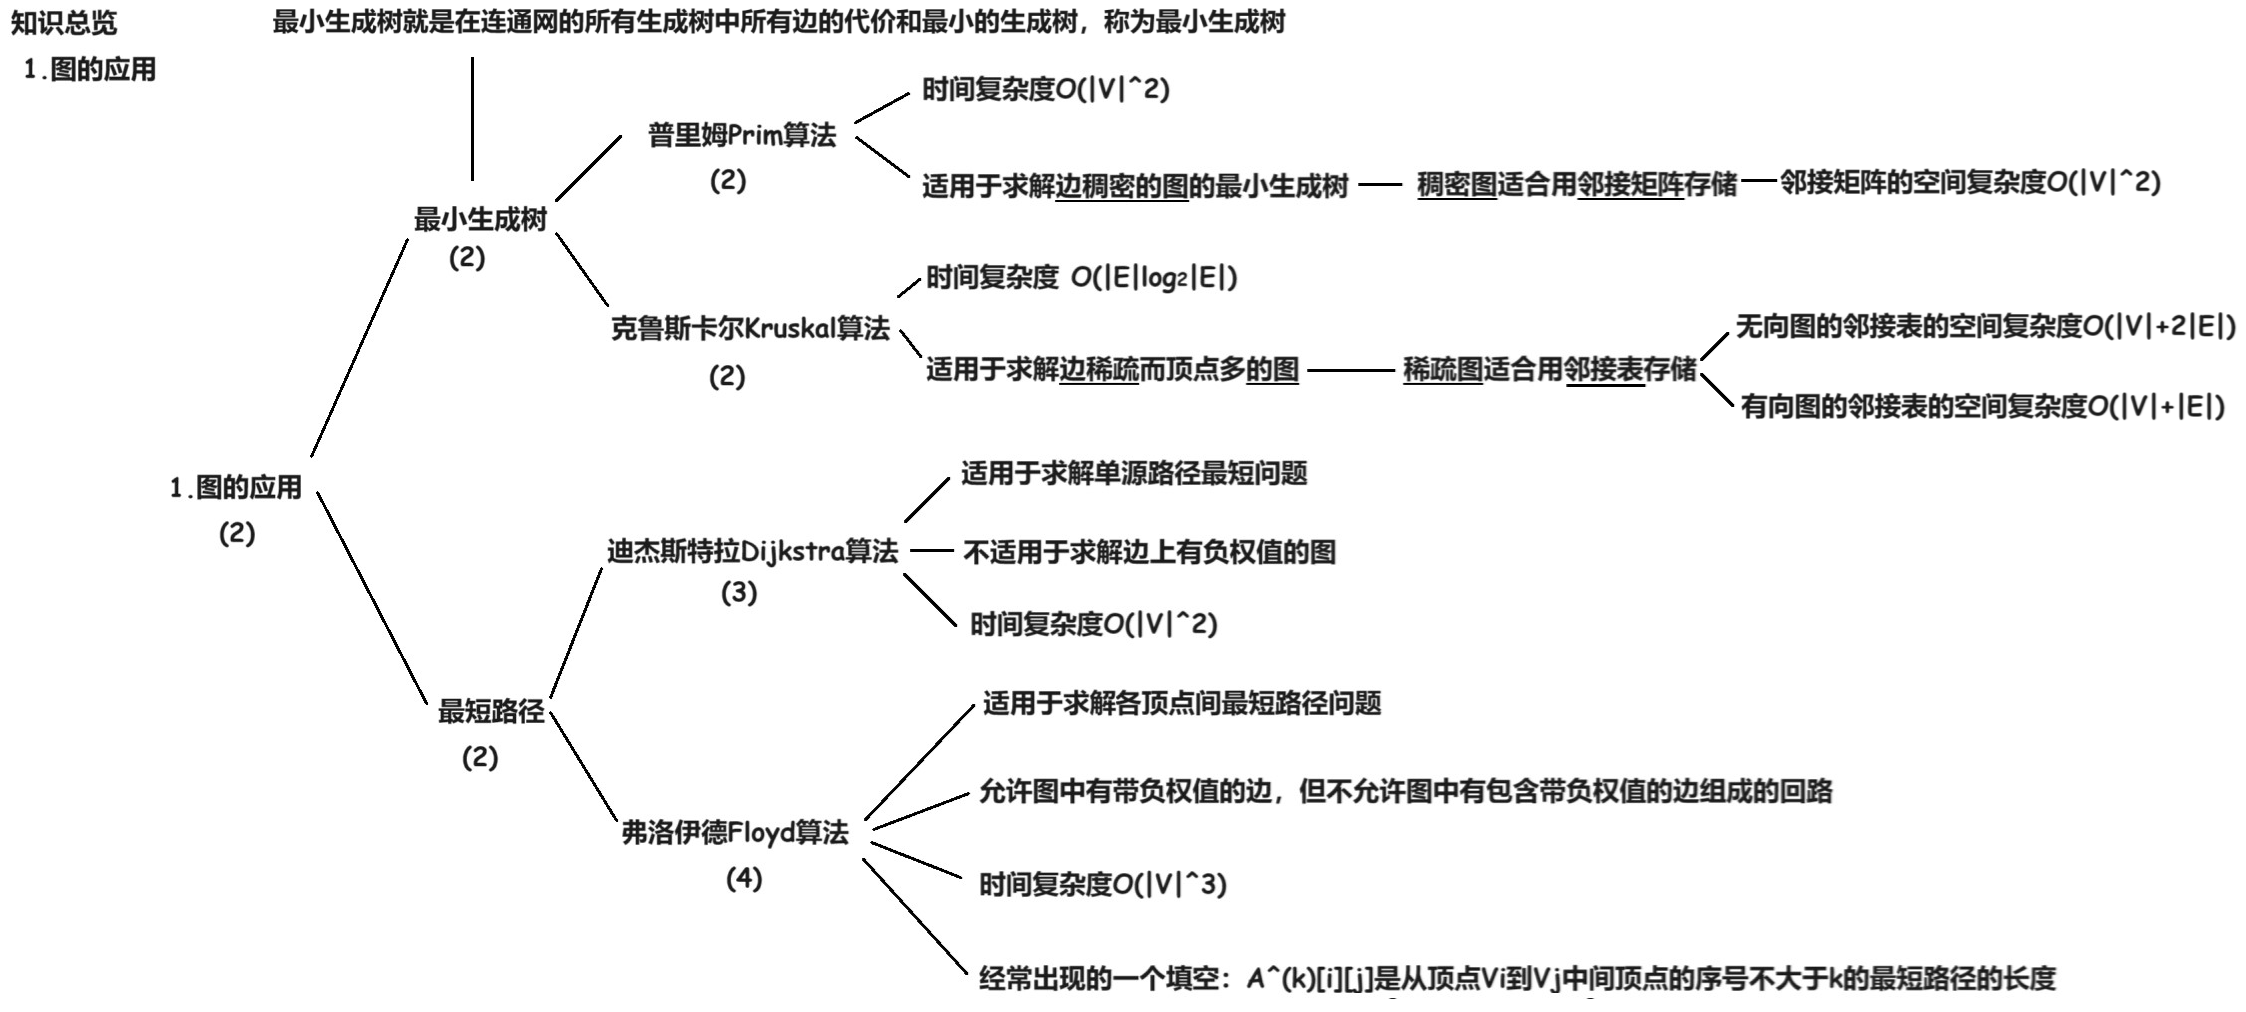 知识总览
1.图的应用
最小生成树就是在连通网的所有生成树中所有边的代价和最小的生成树，称为最小生成树
1.图的应用
(2)
最小生成树
(2)
普里姆Prim算法
(2)
时间复杂度O(|V|^2)
适用于求解边稠密的图的最小生成树
稠密图适合用邻接矩阵存储
邻接矩阵的空间复杂度O(|V|^2)
克鲁斯卡尔Kruskal算法
(2)
时间复杂度 O(|E|log2|E|)
适用于求解边稀疏而顶点多的图
稀疏图适合用邻接表存储
无向图的邻接表的空间复杂度O(|V|+2|E|)
有向图的邻接表的空间复杂度O(|V|+|E|)
最短路径
(2)
迪杰斯特拉Dijkstra算法
(3)
适用于求解单源路径最短问题
不适用于求解边上有负权值的图
时间复杂度O(|V|^2)
弗洛伊德Floyd算法
(4)
适用于求解各顶点间最短路径问题
允许图中有带负权值的边，但不允许图中有包含带负权值的边组成的回路
时间复杂度O(|V|^3)
经常出现的一个填空：A^(k)[i][j]是从顶点Vi到Vj中间顶点的序号不大于k的最短路径的长度